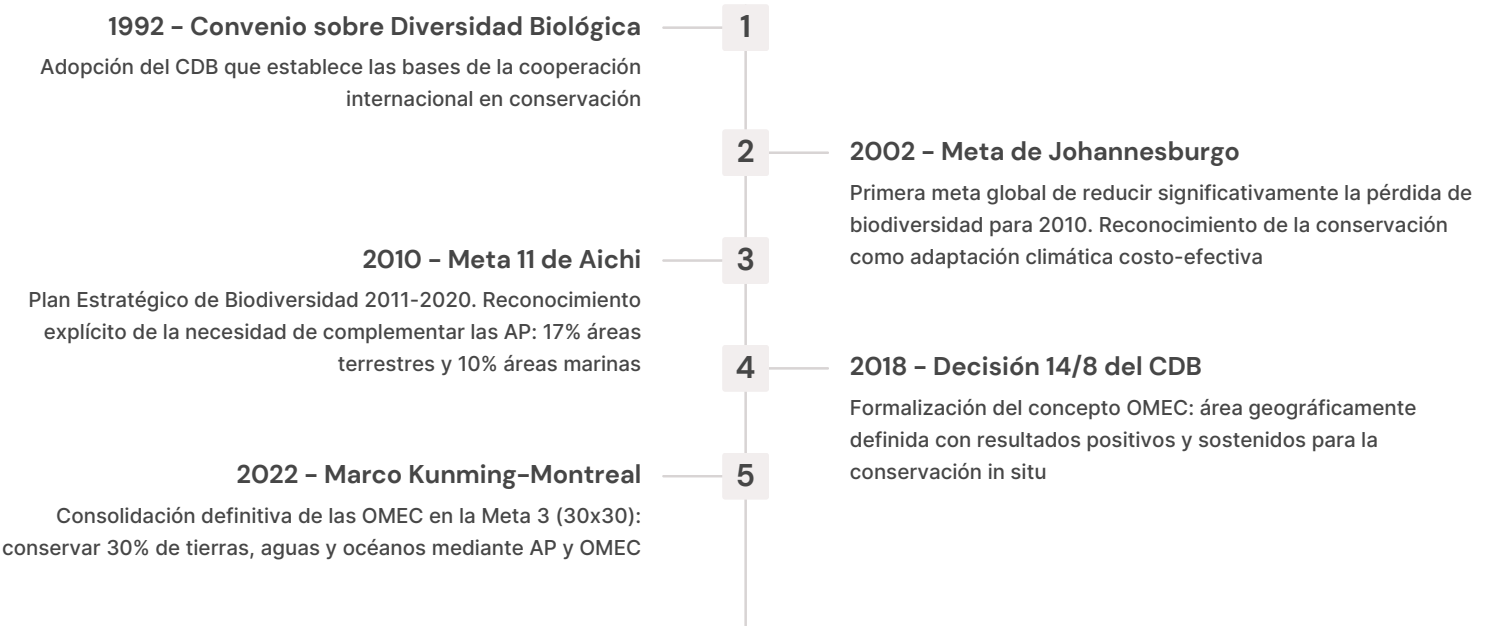 1992 – Convenio sobre Diversidad Biológica
1
Adopción del CDB que establece las bases de la cooperación
internacional en conservación
2
2002 – Meta de Johannesburgo
Primera meta global de reducir significativamente la pérdida de
biodiversidad para 2010. Reconocimiento de la conservación
como adaptación climática costo-efectiva
2010 – Meta 11 de Aichi
3
Plan Estratégico de Biodiversidad 2011-2020. Reconocimiento
explícito de la necesidad de complementar las AP: 17% áreas
terrestres y 10% áreas marinas
4
2018 – Decisión 14/8 del CDB
Formalización del concepto OMEC: área geográficamente
definida con resultados positivos y sostenidos para la
conservación in situ
2022 – Marco Kunming-Montreal
5
Consolidación definitiva de las OMEC en la Meta 3 (30x30):
conservar 30% de tierras, aguas y océanos mediante AP y OMEC